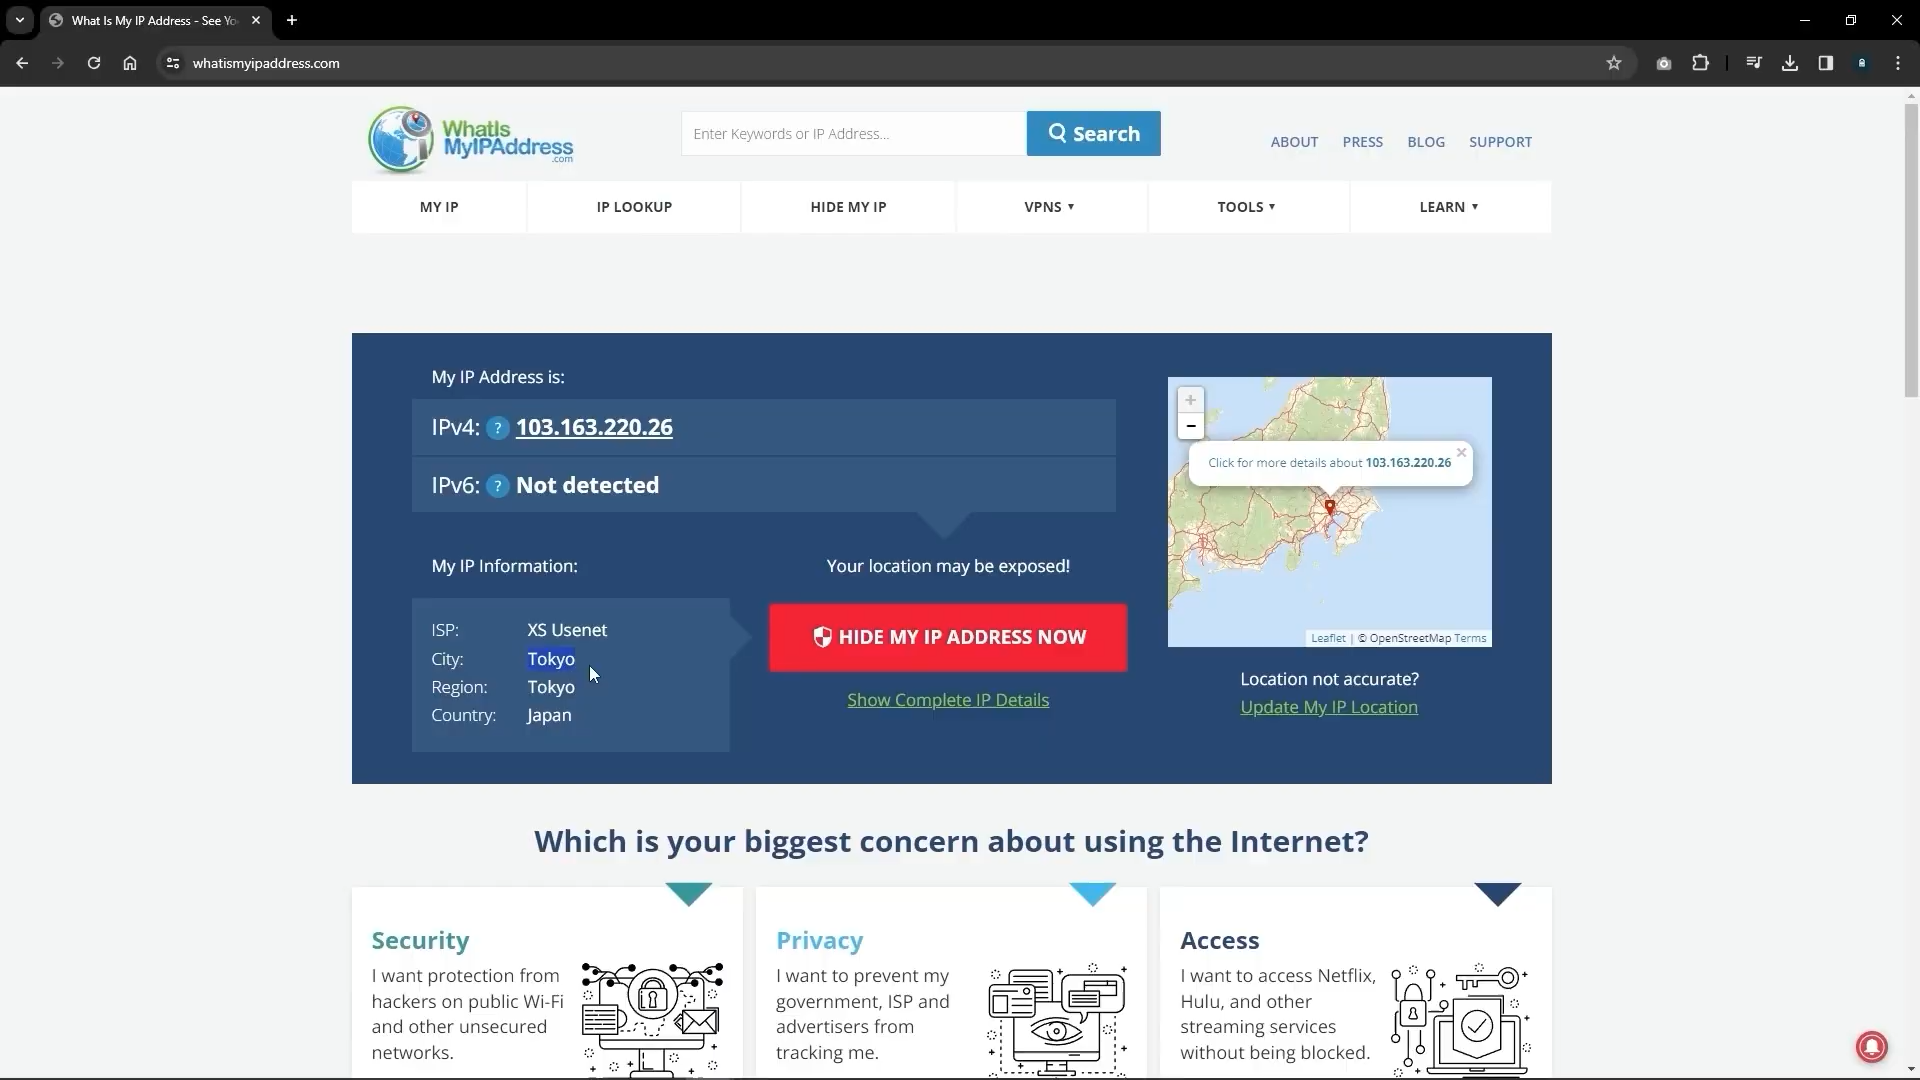 What Is My IP Address - See Yo
whatismyipaddress.com
WhatIs
MyIPAddress
.com
Enter Keywords or IP Address...
Search
ABOUT PRESS BLOG SUPPORT
MY IP IP LOOKUP HIDE MY IP VPNS ▼ TOOLS ▼ LEARN ▼
My IP Address is:
IPv4: ? 103.163.220.26
IPv6: ? Not detected
+
−
Click for more details about 103.163.220.26 ×
Leaflet | © OpenStreetMap Terms
My IP Information:
ISP: XS Usenet
City: Tokyo
Region: Tokyo
Country: Japan
Your location may be exposed!
HIDE MY IP ADDRESS NOW
Show Complete IP Details
Location not accurate?
Update My IP Location
Which is your biggest concern about using the Internet?
Security
I want protection from
hackers on public Wi-Fi
and other unsecured
networks.
Privacy
I want to prevent my
government, ISP and
advertisers from
tracking me.
Access
I want to access Netflix,
Hulu, and other
streaming services
without being blocked.